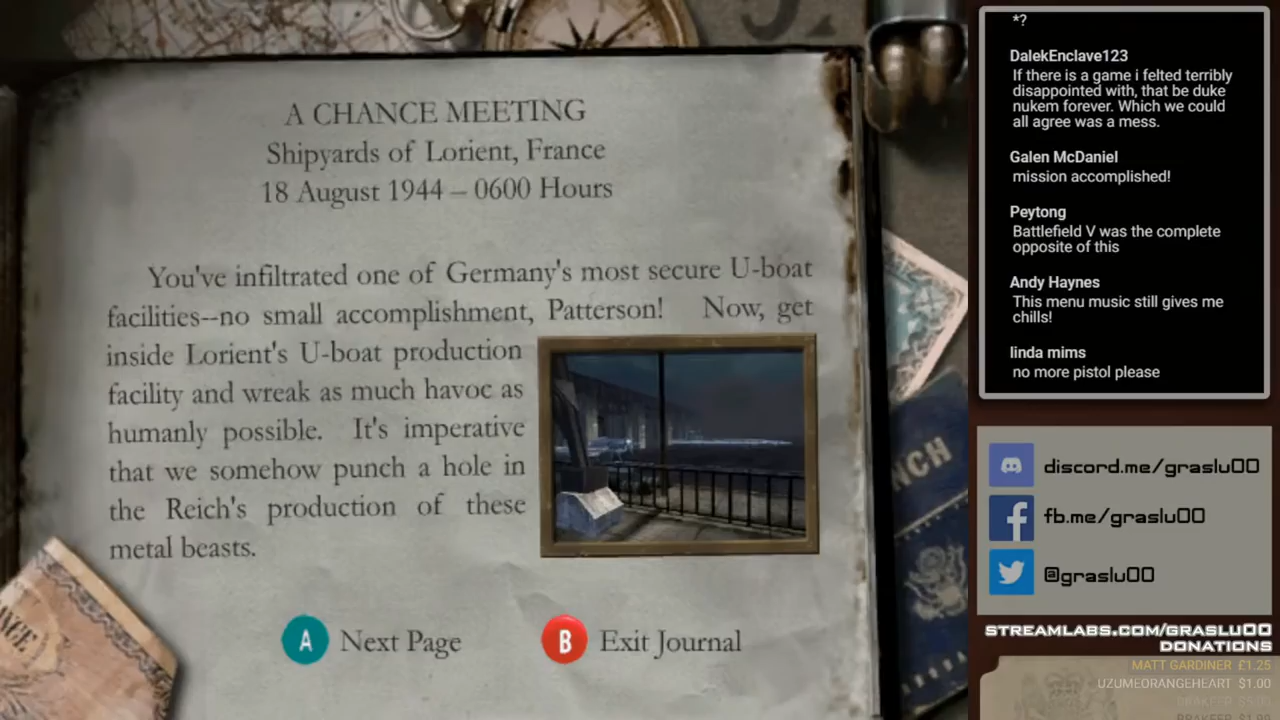 A CHANCE MEETING
Shipyards of Lorient, France
18 August 1944 – 0600 Hours
You've infiltrated one of Germany's most secure U-boat
facilities--no small accomplishment, Patterson! Now, get
inside Lorient's U-boat production
facility and wreak as much havoc as
humanly possible. It's imperative
that we somehow punch a hole in
the Reich's production of these
metal beasts.
A Next Page
B Exit Journal
*?
DalekEnclave123
If there is a game i felted terribly
disappointed with, that be duke
nukem forever. Which we could
all agree was a mess.
Galen McDaniel
mission accomplished!
Peytong
Battlefield V was the complete
opposite of this
Andy Haynes
This menu music still gives me
chills!
linda mims
no more pistol please
discord.me/graslu00
fb.me/graslu00
@graslu00
STREAMLABS.COM/GRASLU00
DONATIONS
MATT GARDINER £1.25
UZUMEORANGEHEART $1.00